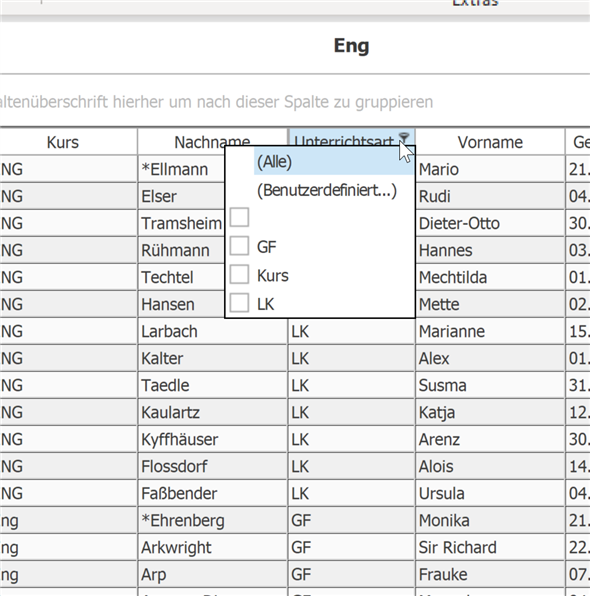 Extras
Eng
altenüberschrift hierher um nach dieser Spalte zu gruppieren
Kurs Nachname Unterrichtsart Vorname Ge
NG *Ellmann (Alle) Mario 21.
NG Elser (Benutzerdefiniert...) Rudi 04.
NG Tramsheim Dieter-Otto 30.
NG Rühmann GF Hannes 03.
NG Techtel Kurs Mechtilda 01.
NG Hansen LK Mette 02.
NG Larbach LK Marianne 15.
NG Kalter LK Alex 01.
NG Taedle LK Susma 31.
NG Kaulartz LK Katja 12.
NG Kyffhäuser LK Arenz 30.
NG Flossdorf LK Alois 14.
NG Faßbender LK Ursula 04.
ng *Ehrenberg GF Monika 21.
ng Arkwright GF Sir Richard 22.
ng Arp GF Frauke 07.